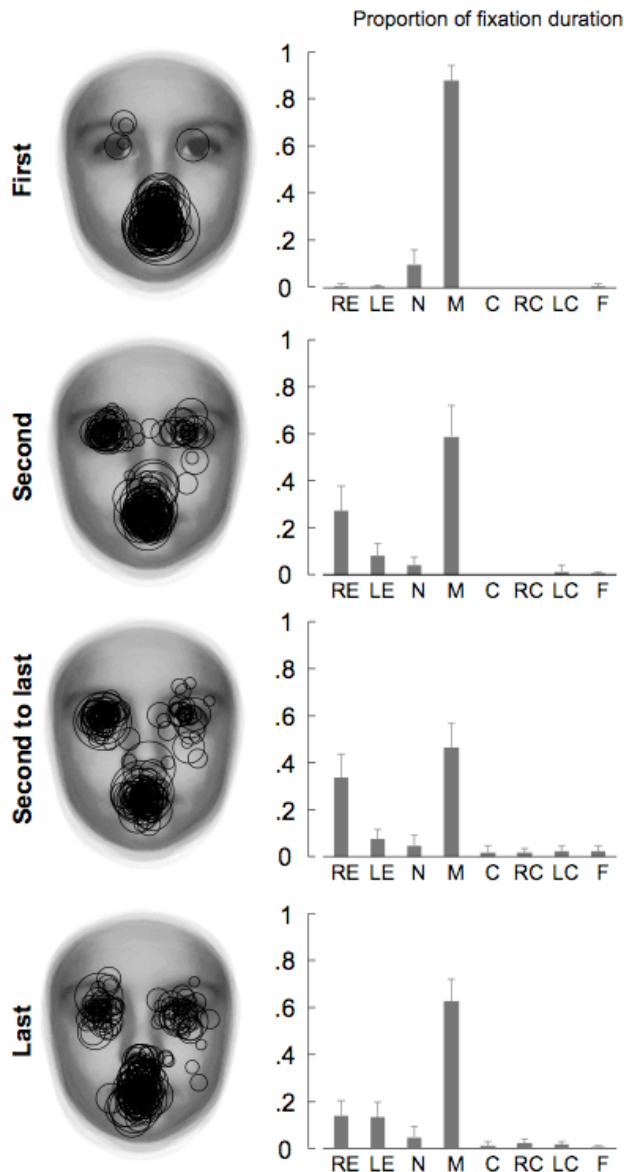 Proportion of fixation duration
First
1
.8
.6
.4
.2
0
RE LE N M C RC LC F
Second
1
.8
.6
.4
.2
0
RE LE N M C RC LC F
Second to last
1
.8
.6
.4
.2
0
RE LE N M C RC LC F
Last
1
.8
.6
.4
.2
0
RE LE N M C RC LC F